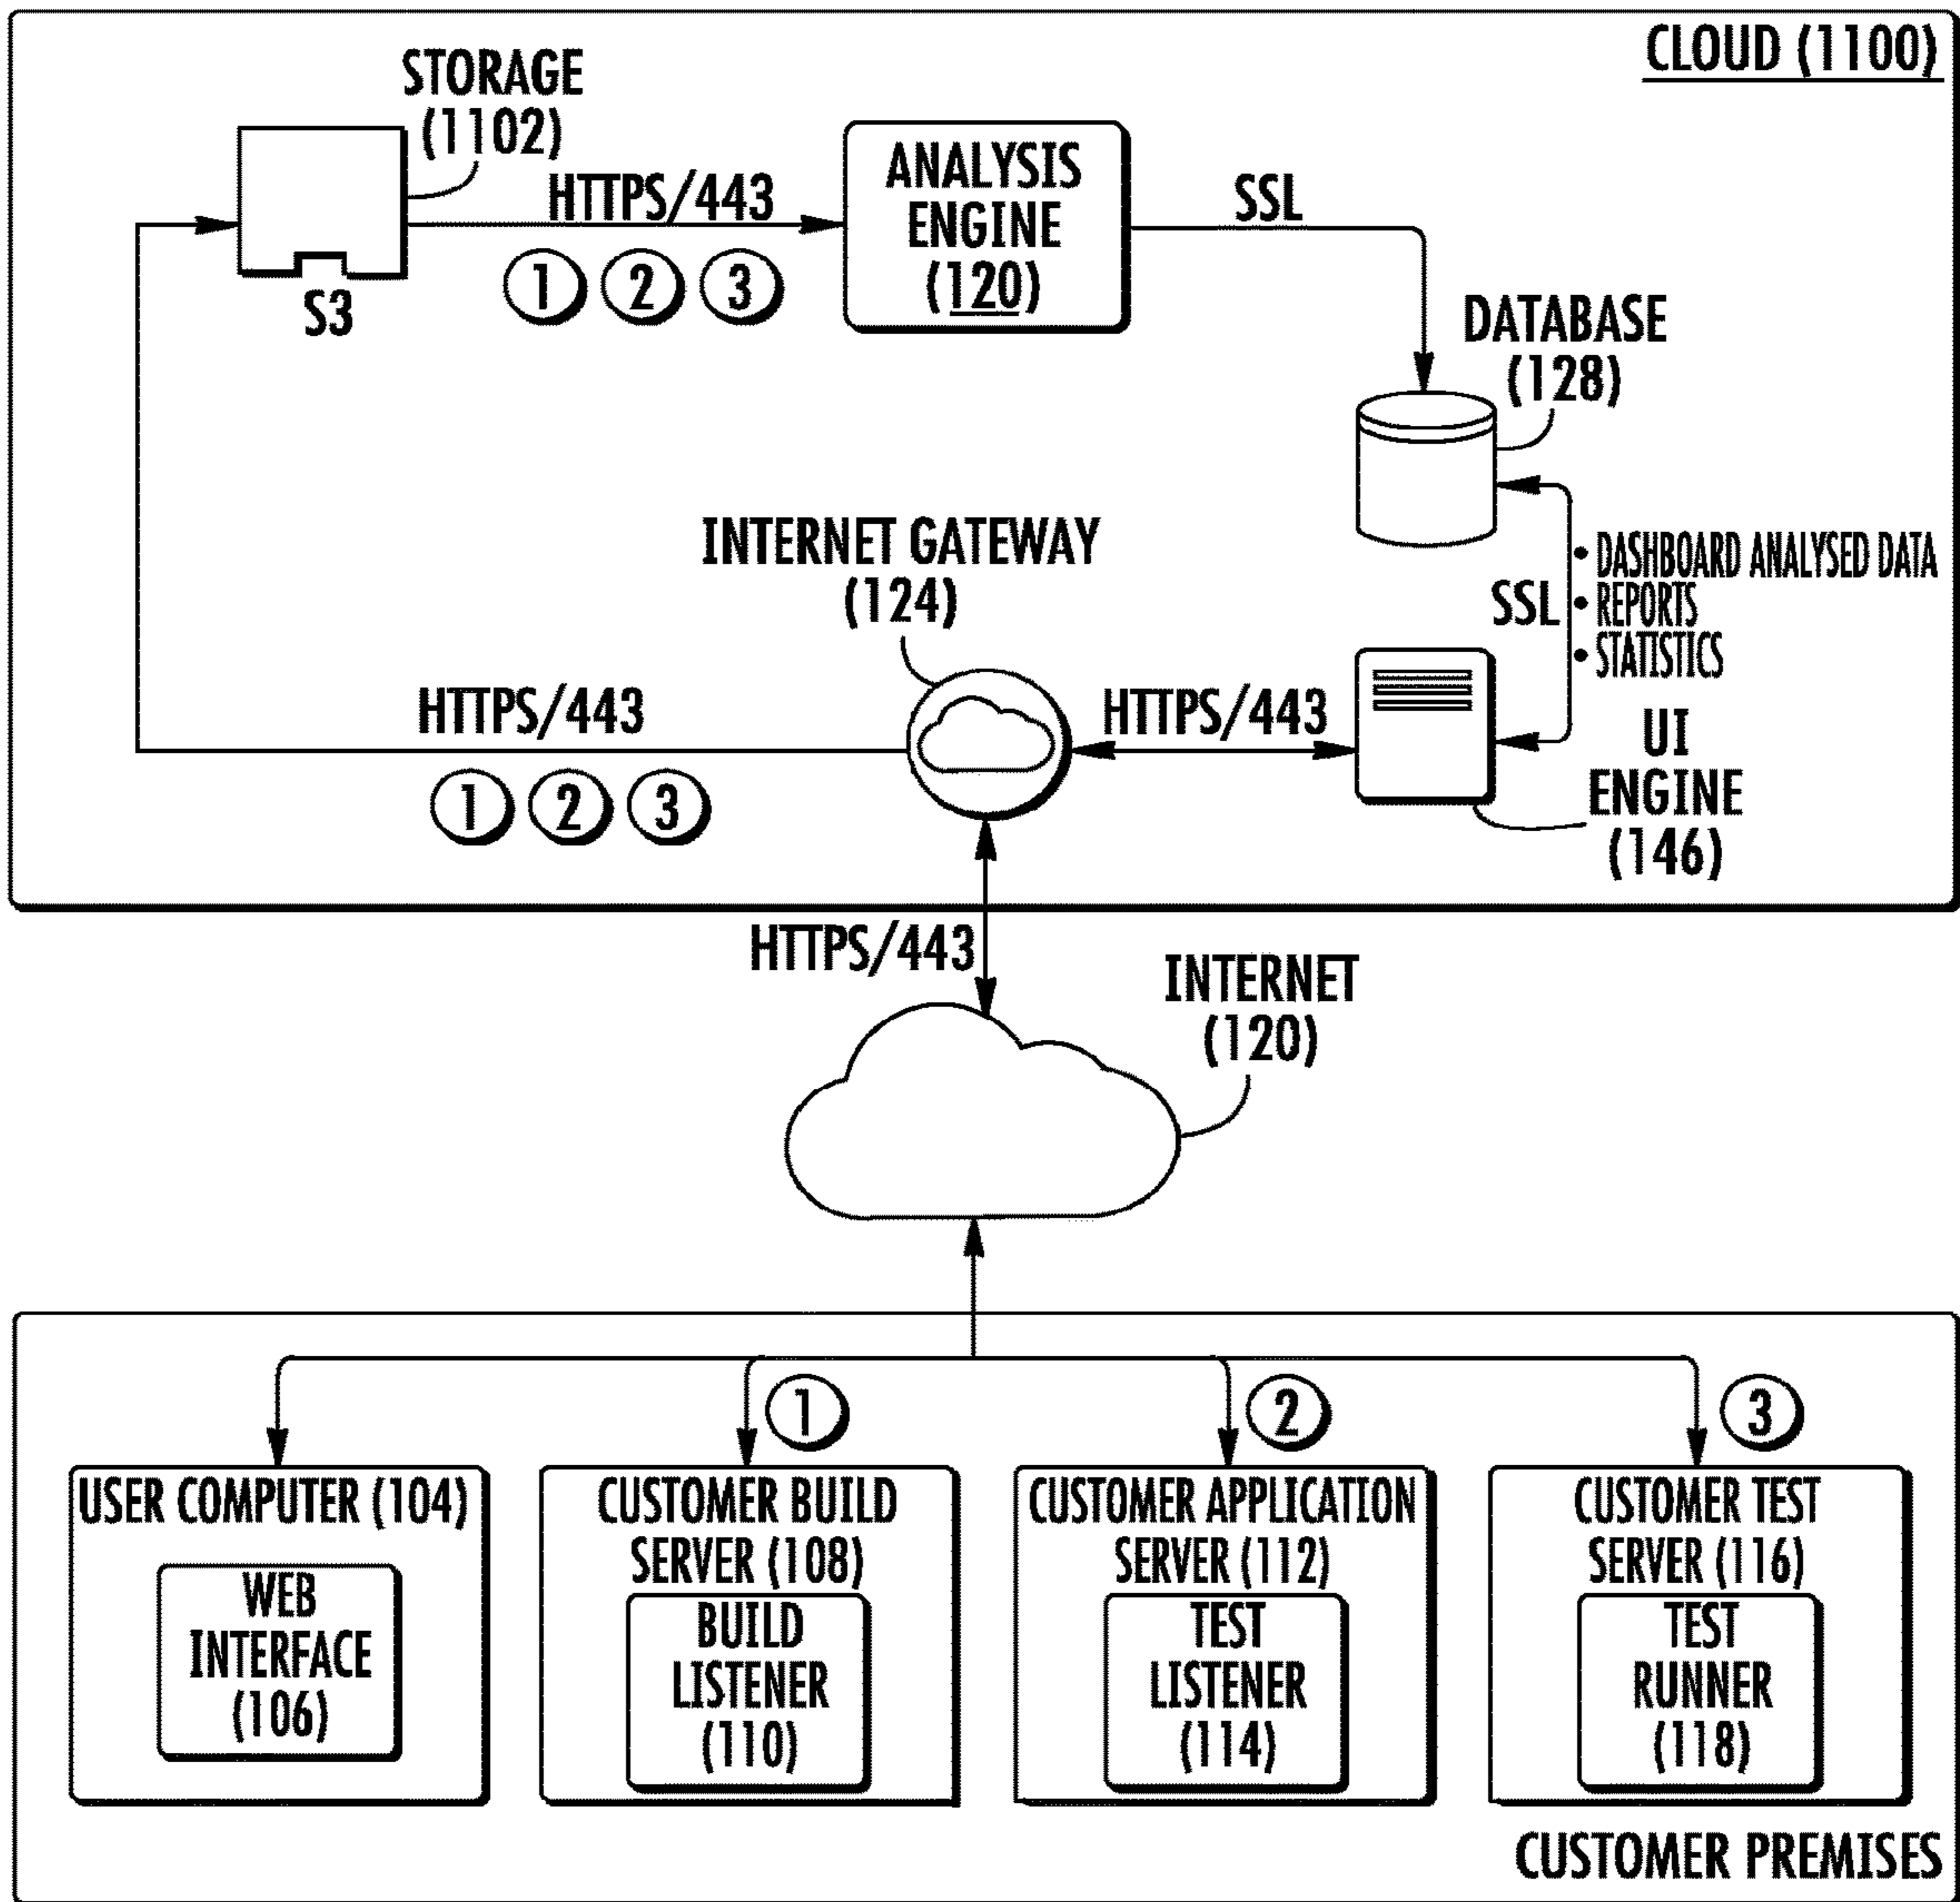 CLOUD (1100)
STORAGE
(1102)
S3
HTTPS/443
1 2 3
ANALYSIS
ENGINE
(120)
SSL
DATABASE
(128)
SSL
• DASHBOARD ANALYSED DATA
• REPORTS
• STATISTICS
INTERNET GATEWAY
(124)
HTTPS/443
1 2 3
HTTPS/443
UI
ENGINE
(146)
HTTPS/443
INTERNET
(120)
1
2
3
USER COMPUTER (104)
WEB
INTERFACE
(106)
CUSTOMER BUILD
SERVER (108)
BUILD
LISTENER
(110)
CUSTOMER APPLICATION
SERVER (112)
TEST
LISTENER
(114)
CUSTOMER TEST
SERVER (116)
TEST
RUNNER
(118)
CUSTOMER PREMISES